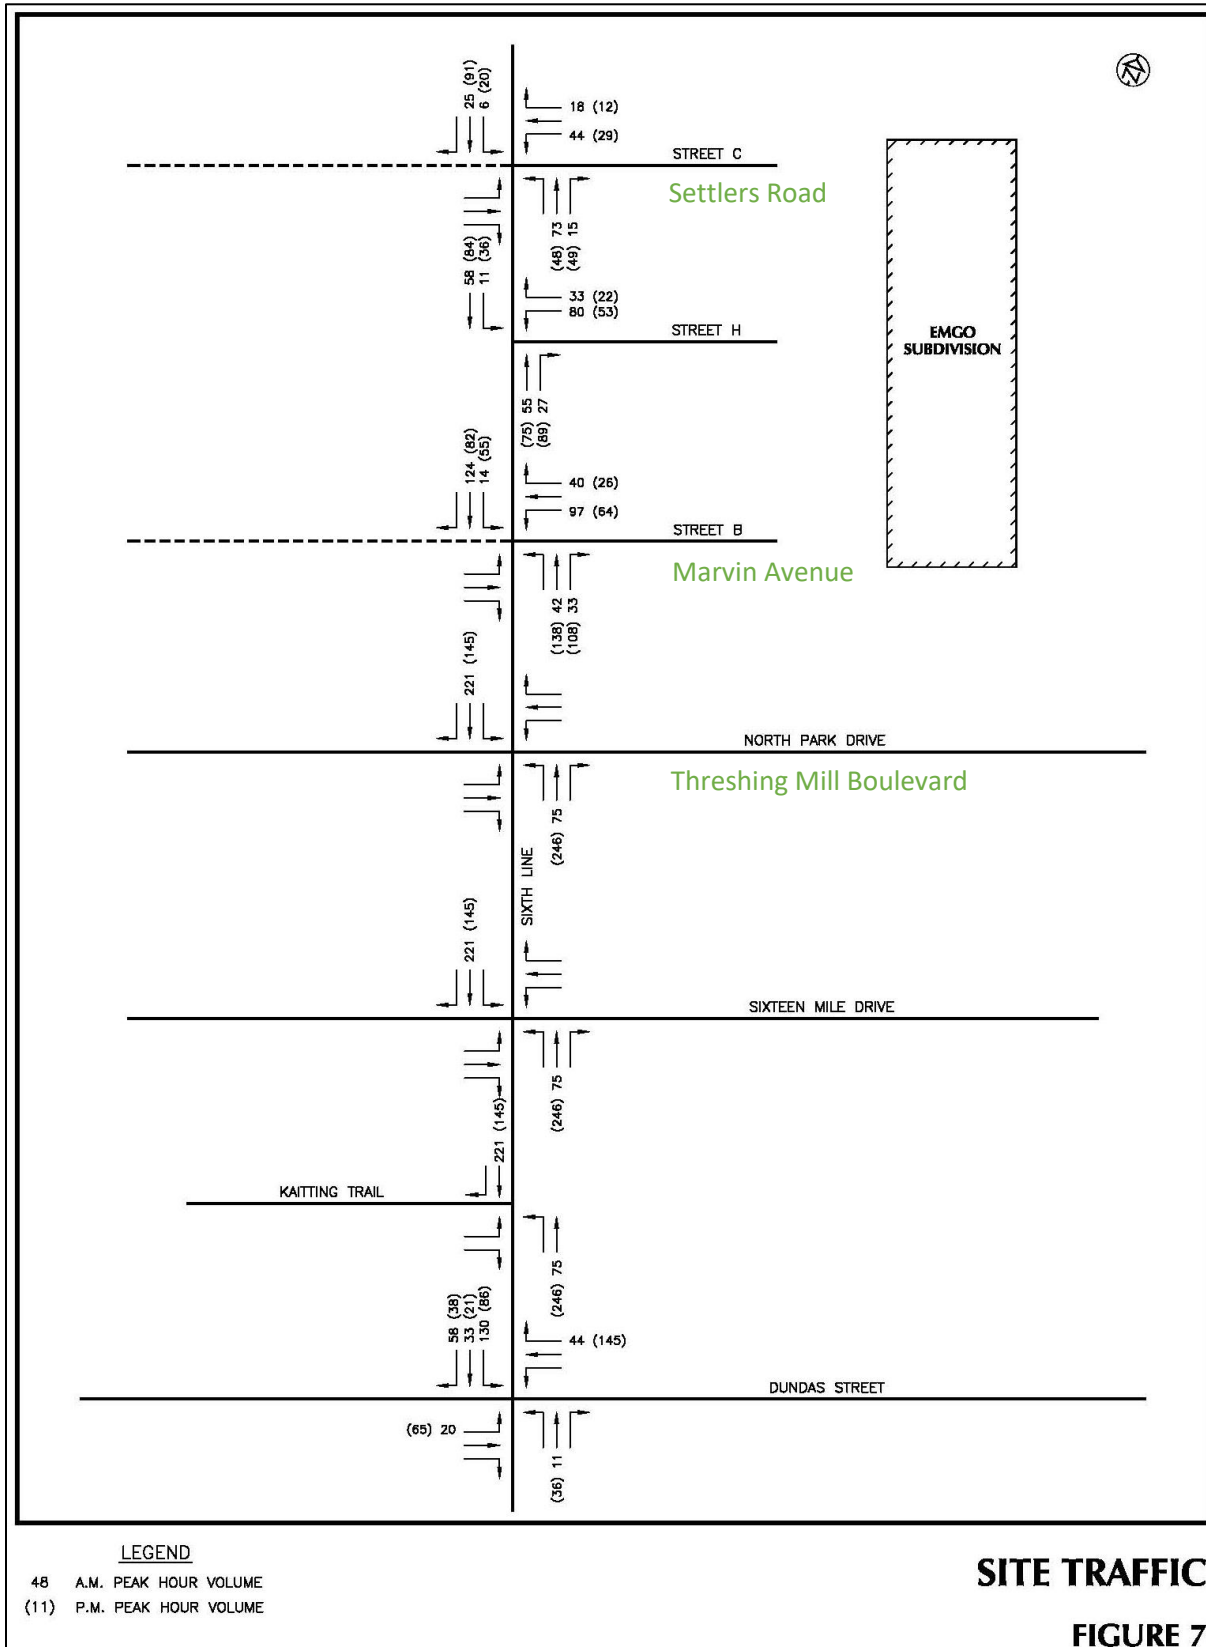 25 (91)
6 (20)
18 (12)
44 (29)
STREET C
Settlers Road
(48) 73
(49) 15
58 (84)
11 (36)
33 (22)
80 (53)
STREET H
EMGO
SUBDIVISION
(75) 55
(89) 27
124 (82)
14 (55)
40 (26)
97 (64)
STREET B
Marvin Avenue
(138) 42
(108) 33
221 (145)
NORTH PARK DRIVE
Threshing Mill Boulevard
(246) 75
SIXTH LINE
221 (145)
SIXTEEN MILE DRIVE
(246) 75
221 (145)
KAITTING TRAIL
(246) 75
58 (38)
33 (21)
130 (86)
44 (145)
DUNDAS STREET
(65) 20
(36) 11
LEGEND
48 A.M. PEAK HOUR VOLUME
(11) P.M. PEAK HOUR VOLUME
SITE TRAFFIC
FIGURE 7